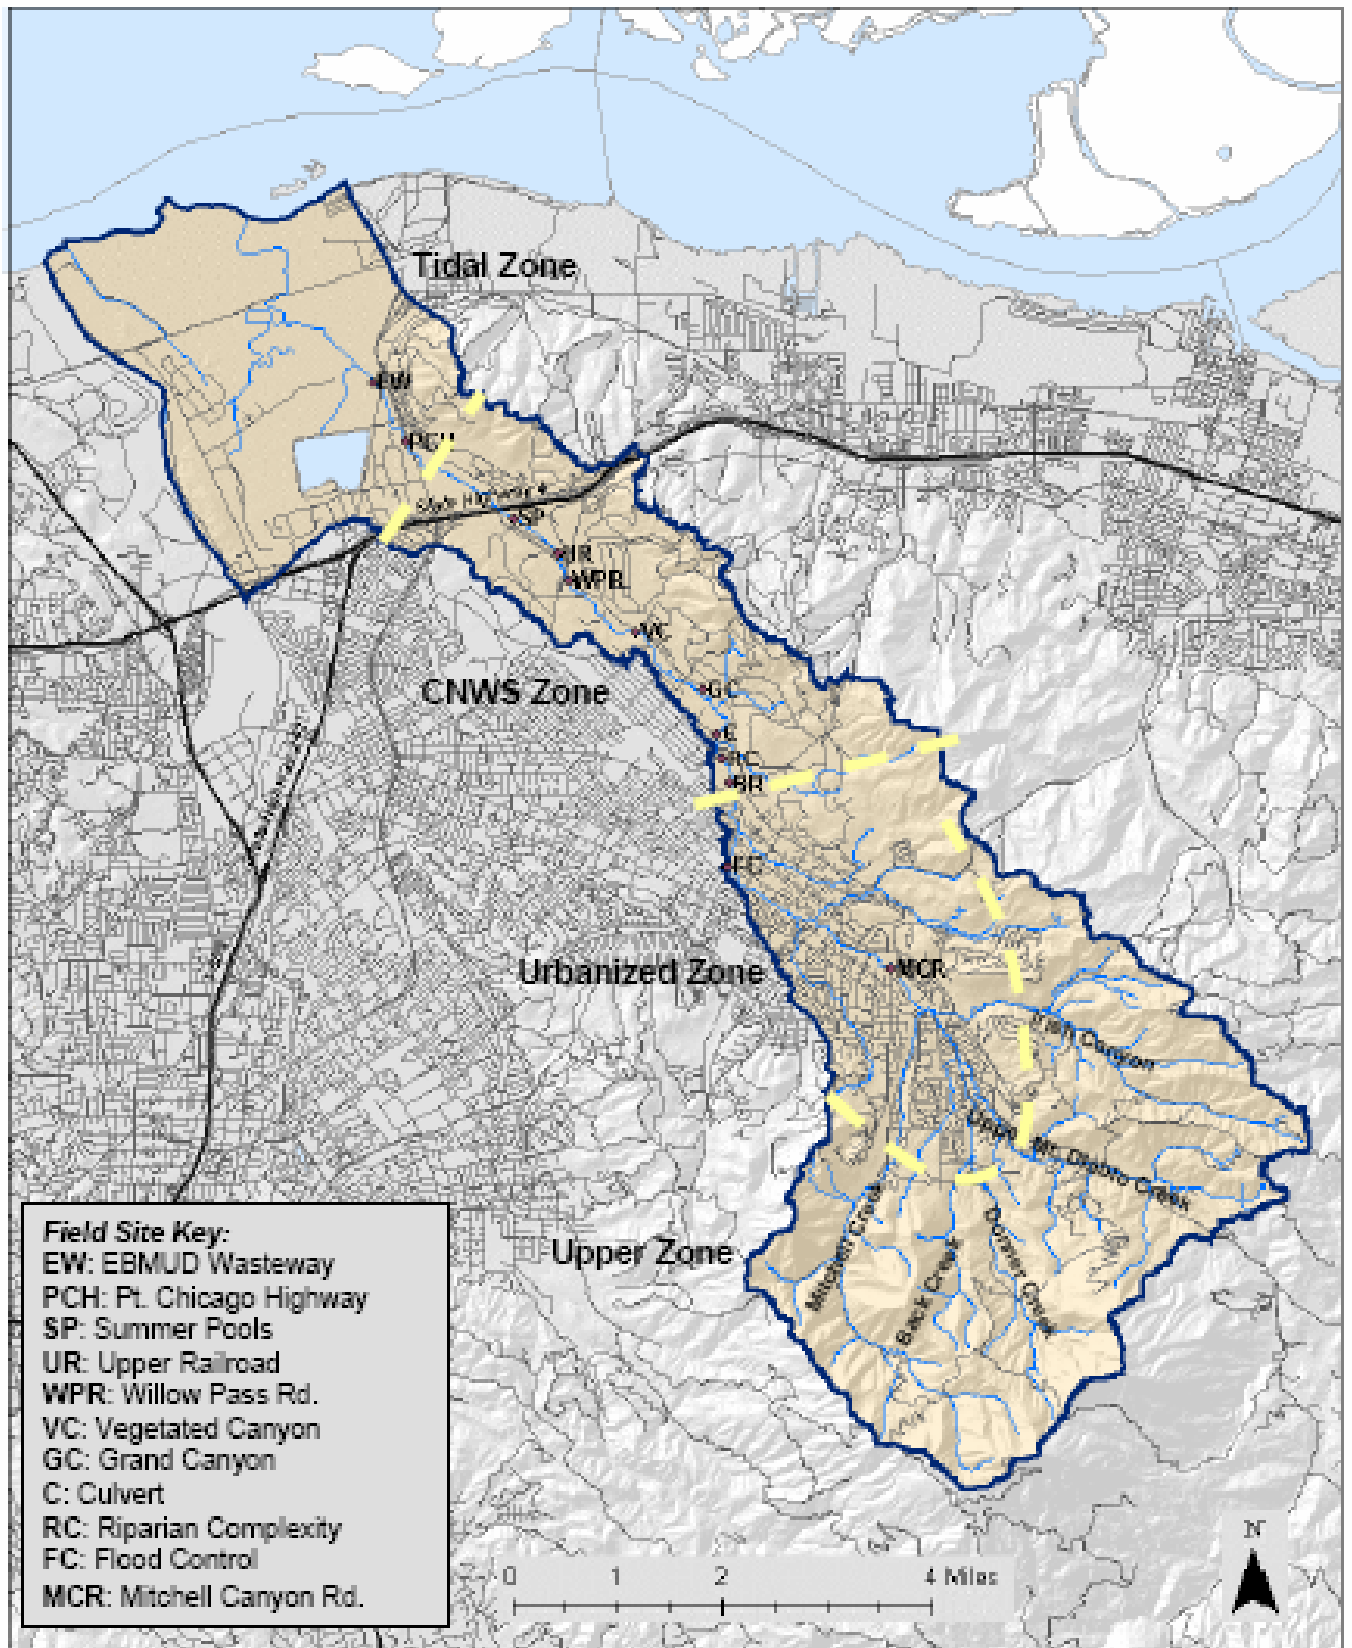 Tidal Zone
EW
PCH
State Highway 4
SP
UR
WPR
VC
CNWS Zone
GC
C
RC
BR
FC
Urbanized Zone
MCR
Upper Mt. Diablo Creek
Upper Zone
Mitchell Creek
Back Creek
Donner Creek
Field Site Key:
EW: EBMUD Wasteway
PCH: Pt. Chicago Highway
SP: Summer Pools
UR: Upper Railroad
WPR: Willow Pass Rd.
VC: Vegetated Canyon
GC: Grand Canyon
C: Culvert
RC: Riparian Complexity
FC: Flood Control
MCR: Mitchell Canyon Rd.
0 1 2 4 Miles
N